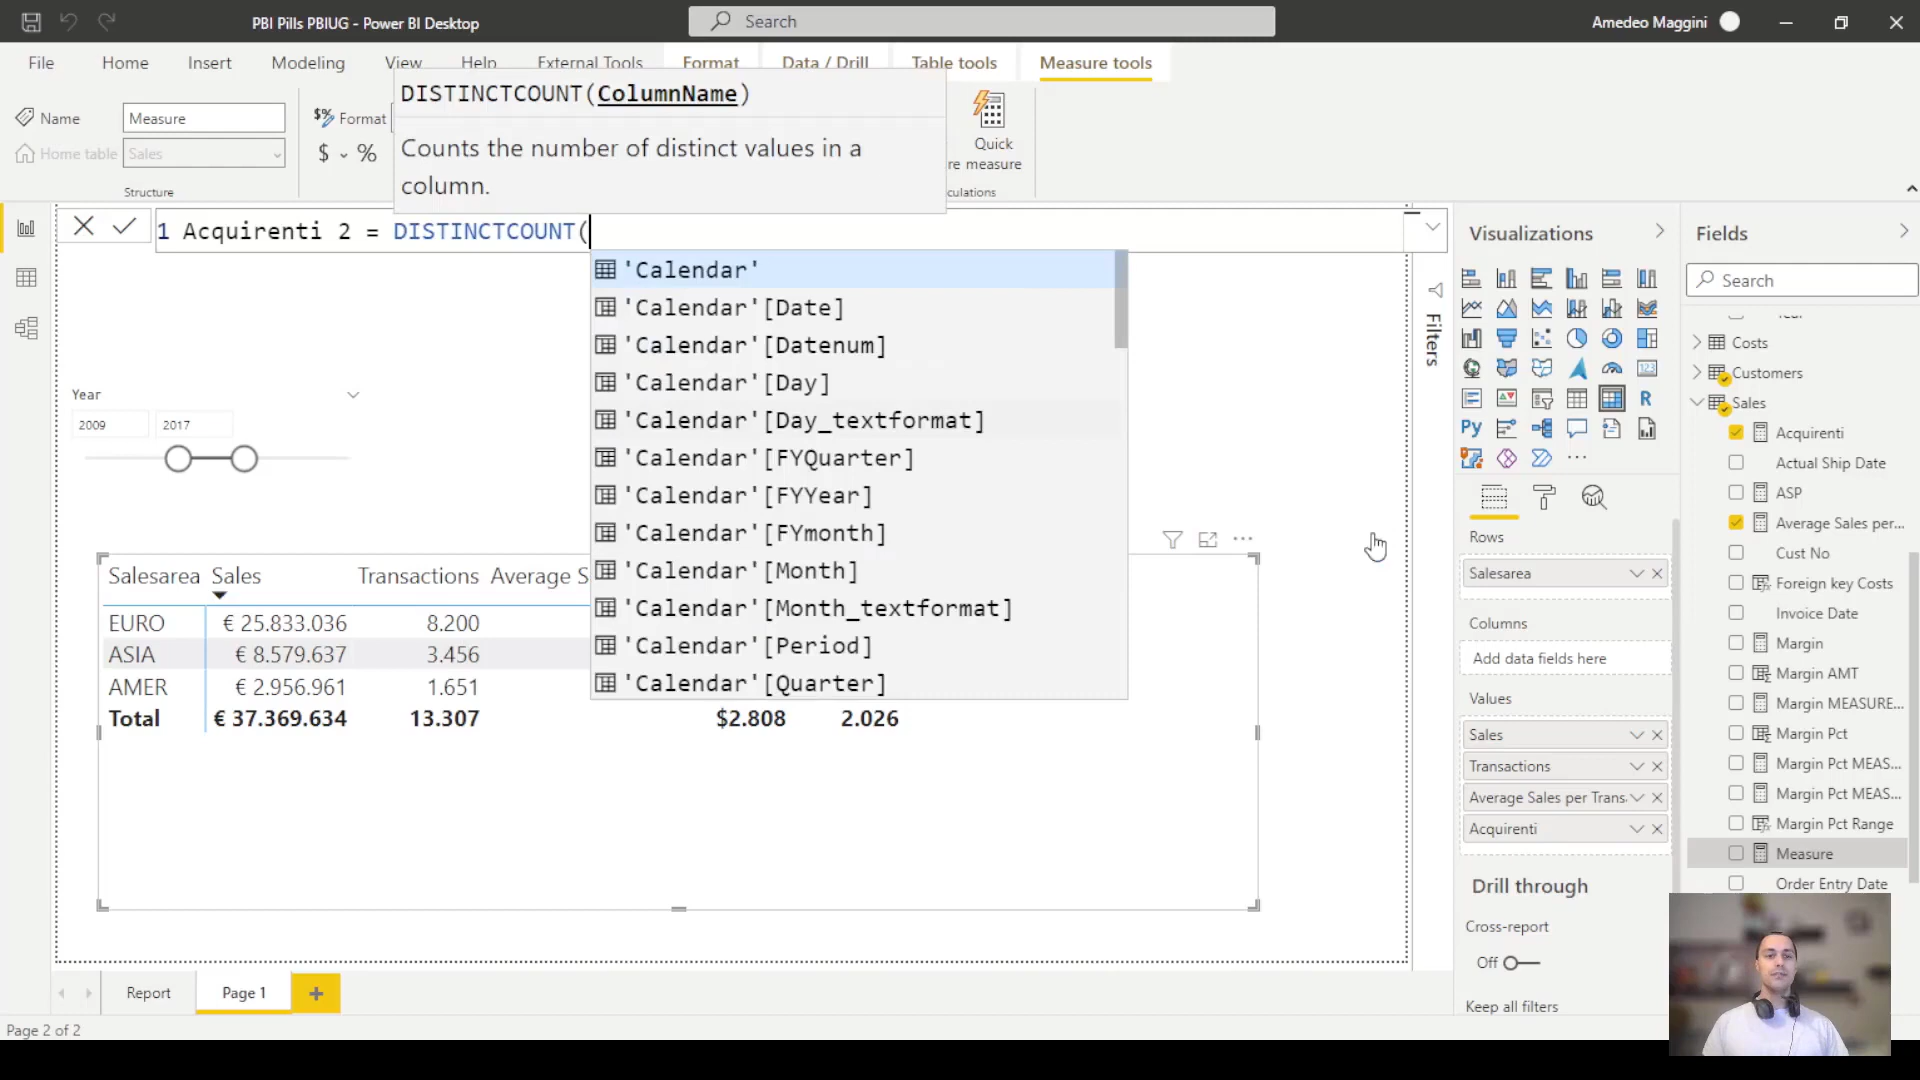 PBI Pills PBIUG - Power BI Desktop
Search
Amedeo Maggini
File Home Insert Modeling View Help External Tools Format Data / Drill Table tools Measure tools
Name Measure
Home table Sales
Structure
Format
$ %
DISTINCTCOUNT(ColumnName)
Counts the number of distinct values in a
column.
Quick
re measure
culations
1 Acquirenti 2 = DISTINCTCOUNT(
'Calendar'
'Calendar'[Date]
'Calendar'[Datenum]
'Calendar'[Day]
'Calendar'[Day_textformat]
'Calendar'[FYQuarter]
'Calendar'[FYYear]
'Calendar'[FYmonth]
'Calendar'[Month]
'Calendar'[Month_textformat]
'Calendar'[Period]
'Calendar'[Quarter]
Year
2009 2017
Salesarea Sales Transactions Average S
EURO € 25.833.036 8.200
ASIA € 8.579.637 3.456
AMER € 2.956.961 1.651
Total € 37.369.634 13.307 $2.808 2.026
Report Page 1
Page 2 of 2
Filters
Visualizations
123
R
Py
Rows
Salesarea
Columns
Add data fields here
Values
Sales
Transactions
Average Sales per Trans
Acquirenti
Drill through
Cross-report
Off
Keep all filters
Fields
Search
Costs
Customers
Sales
Acquirenti
Actual Ship Date
ASP
Average Sales per...
Cust No
Foreign key Costs
Invoice Date
Margin
Margin AMT
Margin MEASURE...
Margin Pct
Margin Pct MEAS...
Margin Pct MEAS...
Margin Pct Range
Measure
Order Entry Date